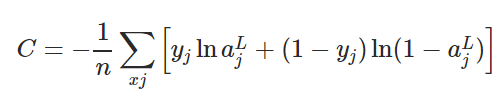 C = -\frac{1}{n} \sum_{xj} \left[ y_j \ln a_j^L + (1 - y_j) \ln(1 - a_j^L) \right]